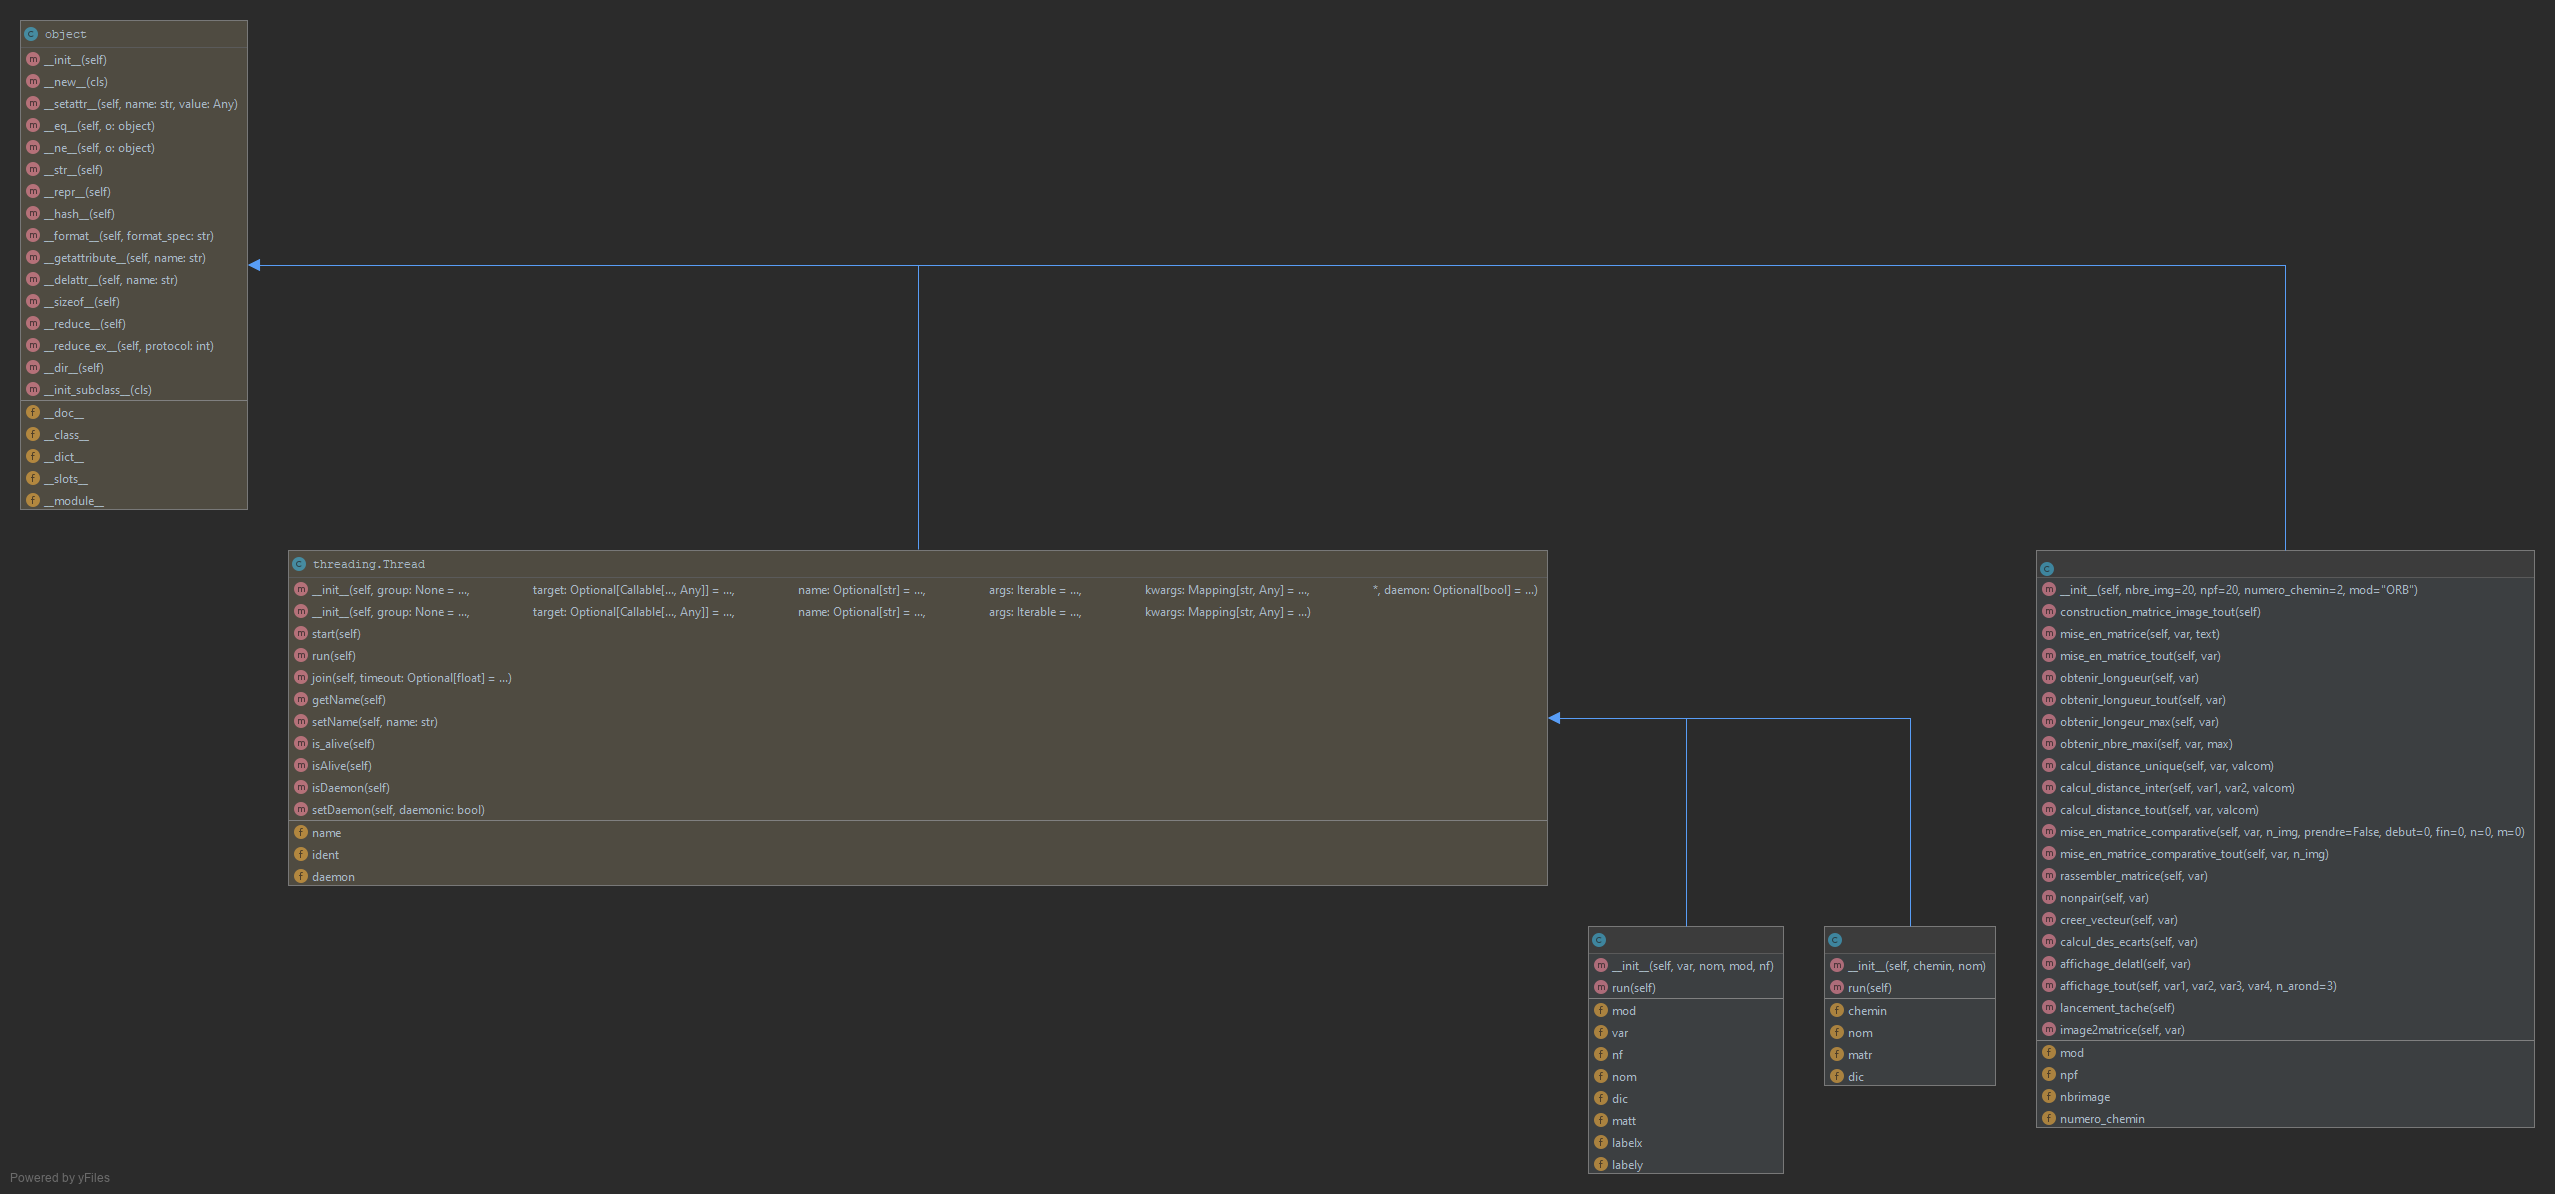 object
__init__(self)
__new__(cls)
__setattr__(self, name: str, value: Any)
__eq__(self, o: object)
__ne__(self, o: object)
__str__(self)
__repr__(self)
__hash__(self)
__format__(self, format_spec: str)
__getattribute__(self, name: str)
__delattr__(self, name: str)
__sizeof__(self)
__reduce__(self)
__reduce_ex__(self, protocol: int)
__dir__(self)
__init_subclass__(cls)
__doc__
__class__
__dict__
__slots__
__module__
threading.Thread
__init__(self, group: None = ..., target: Optional[Callable[..., Any]] = ..., name: Optional[str] = ..., args: Iterable = ..., kwargs: Mapping[str, Any] = ..., *, daemon: Optional[bool] = ...)
__init__(self, group: None = ..., target: Optional[Callable[..., Any]] = ..., name: Optional[str] = ..., args: Iterable = ..., kwargs: Mapping[str, Any] = ...)
start(self)
run(self)
join(self, timeout: Optional[float] = ...)
getName(self)
setName(self, name: str)
is_alive(self)
isAlive(self)
isDaemon(self)
setDaemon(self, daemonic: bool)
name
ident
daemon
__init__(self, var, nom, mod, nf)
run(self)
mod
var
nf
nom
dic
matt
labelx
labely
__init__(self, chemin, nom)
run(self)
chemin
nom
matr
dic
__init__(self, nbre_img=20, npf=20, numero_chemin=2, mod="ORB")
construction_matrice_image_tout(self)
mise_en_matrice(self, var, text)
mise_en_matrice_tout(self, var)
obtenir_longueur(self, var)
obtenir_longueur_tout(self, var)
obtenir_longeur_max(self, var)
obtenir_nbre_maxi(self, var, max)
calcul_distance_unique(self, var, valcom)
calcul_distance_inter(self, var1, var2, valcom)
calcul_distance_tout(self, var, valcom)
mise_en_matrice_comparative(self, var, n_img, prendre=False, debut=0, fin=0, n=0, m=0)
mise_en_matrice_comparative_tout(self, var, n_img)
rassembler_matrice(self, var)
nonpair(self, var)
creer_vecteur(self, var)
calcul_des_ecarts(self, var)
affichage_delatl(self, var)
affichage_tout(self, var1, var2, var3, var4, n_arond=3)
lancement_tache(self)
image2matrice(self, var)
mod
npf
nbrimage
numero_chemin
Powered by yFiles